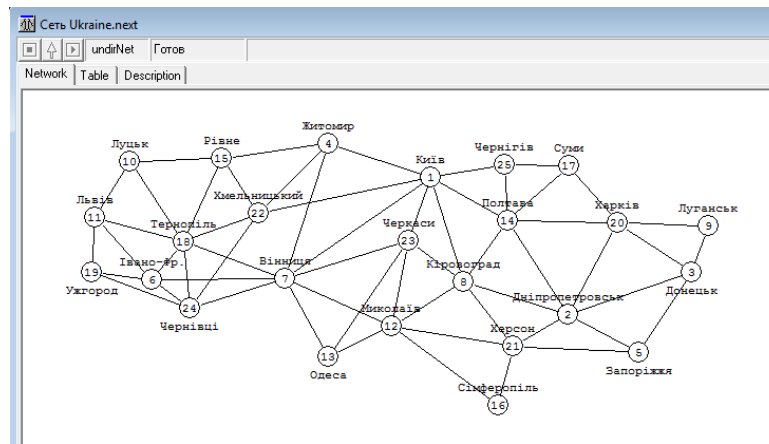 Сеть Ukraine.next
undirNet Готов
Network Table Description
Житомир
4
Луцьк
10
Рівне
15
Київ
1
Чернігів
25
Суми
17
Львів
11
Хмельницький
22
Тернопіль
18
Черкаси
23
Полтава
14
Харків
20
Луганськ
9
Ужгород
19
Івано-фр.
6
Вінниця
7
Кіровоград
8
Дніпропетровськ
2
Донецьк
3
Чернівці
24
Миколаїв
12
Херсон
21
Запоріжжя
5
Одеса
13
Сімферопіль
16